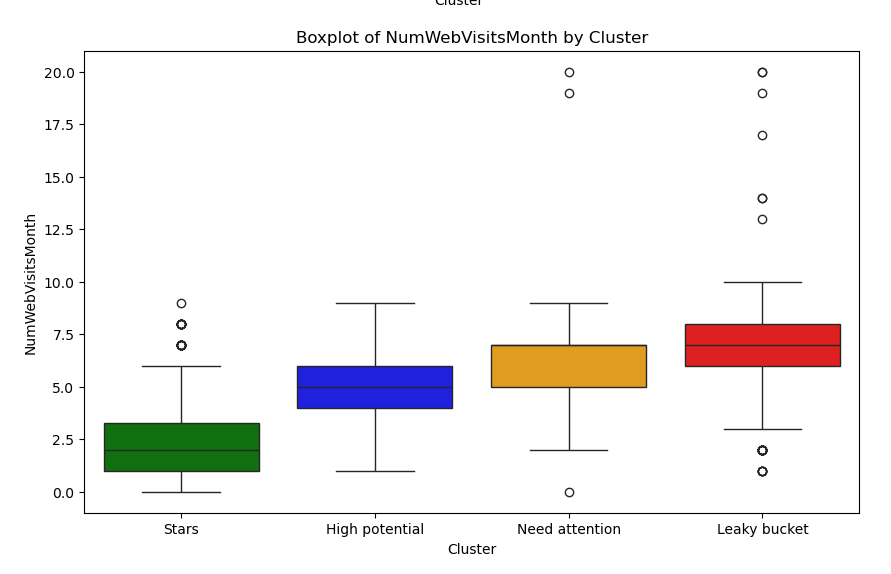 Cluster
Boxplot of NumWebVisitsMonth by Cluster
20.0
17.5
15.0
12.5
10.0
7.5
5.0
2.5
0.0
NumWebVisitsMonth
Stars High potential Need attention Leaky bucket
Cluster